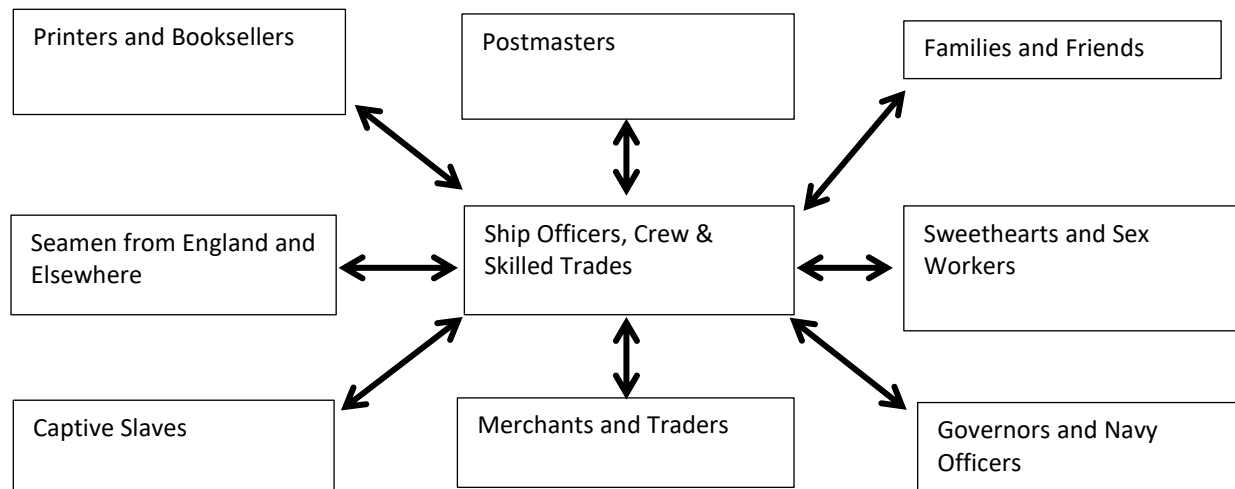 Printers and Booksellers
Postmasters
Families and Friends
Seamen from England and
Elsewhere
Ship Officers, Crew &
Skilled Trades
Sweethearts and Sex
Workers
Captive Slaves
Merchants and Traders
Governors and Navy
Officers